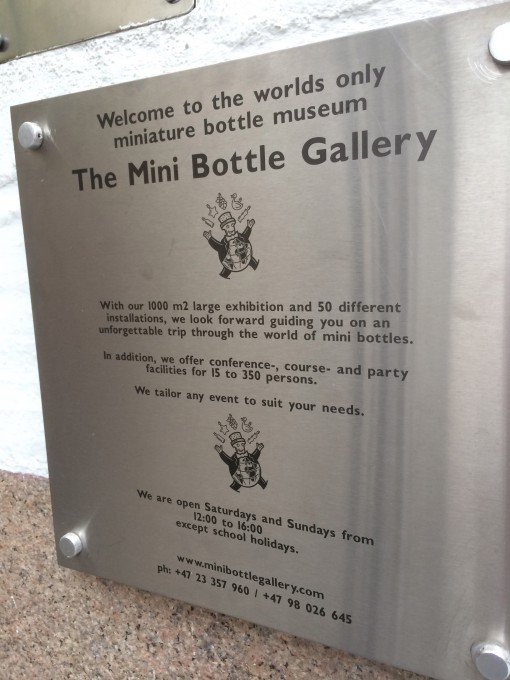 Welcome to the worlds only
miniature bottle museum
The Mini Bottle Gallery
With our 1000 m2 large exhibition and 50 different
installations, we look forward guiding you on an
unforgettable trip through the world of mini bottles.
In addition, we offer conference-, course- and party
facilities for 15 to 350 persons.
We tailor any event to suit your needs.
We are open Saturdays and Sundays from
12:00 to 16:00
except school holidays.
www.minibottlegallery.com
ph: +47 23 357 960 / +47 98 026 645